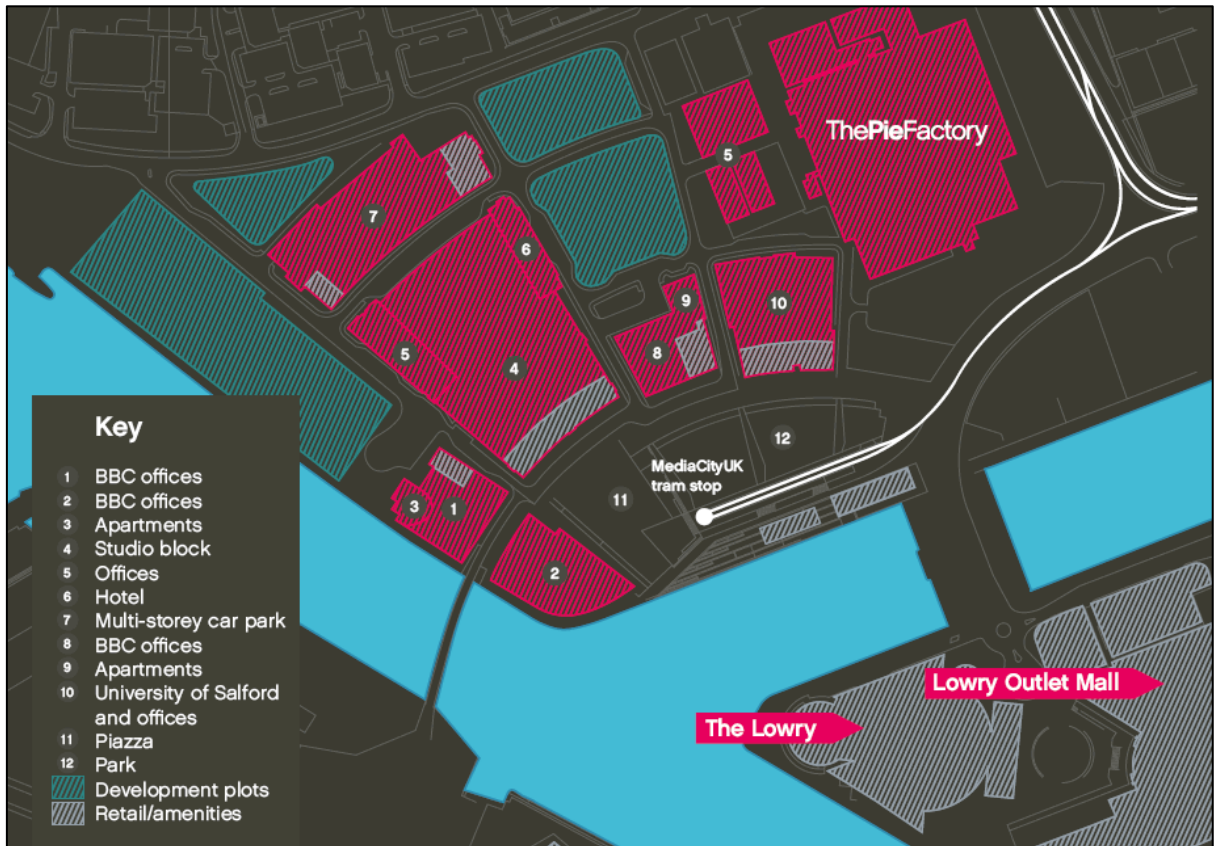 ThePieFactory
5
7
6
9
10
8
5
4
12
MediaCityUK
tram stop
11
3
1
2
Lowry Outlet Mall
The Lowry
Key
1 BBC offices
2 BBC offices
3 Apartments
4 Studio block
5 Offices
6 Hotel
7 Multi-storey car park
8 BBC offices
9 Apartments
10 University of Salford
and offices
11 Piazza
12 Park
Development plots
Retail/amenities